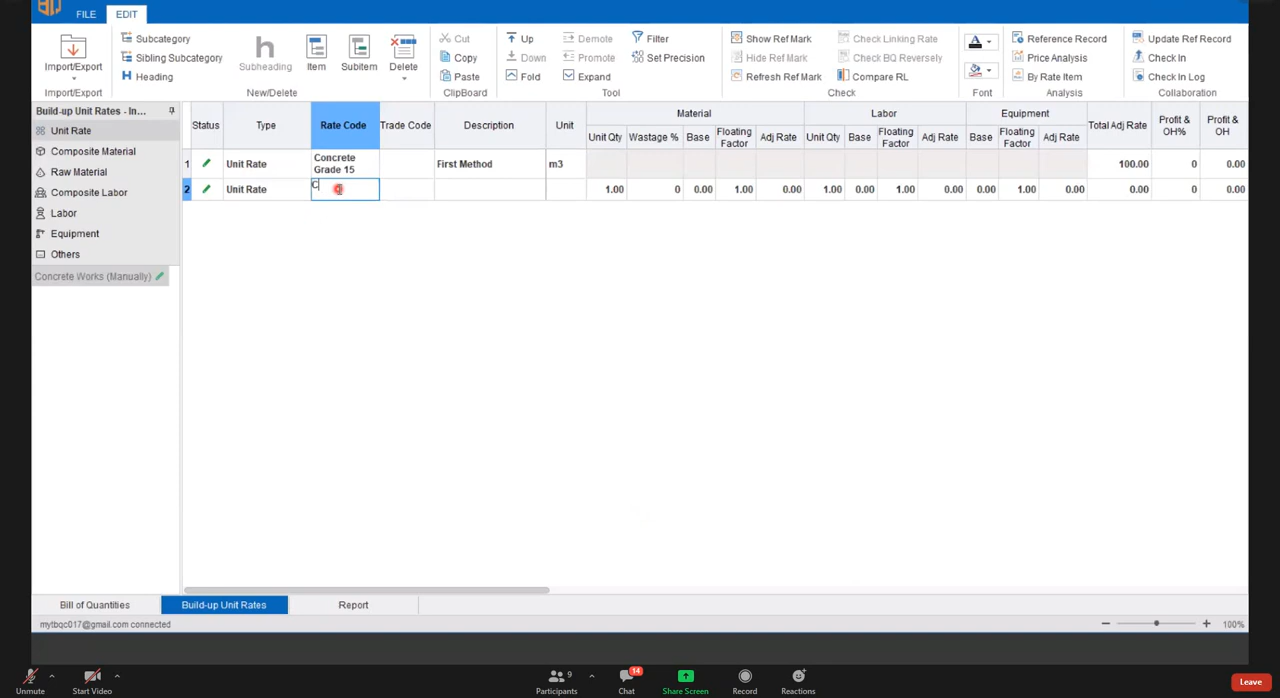 FILE
EDIT
Import/Export
Import/Export
Subcategory
Sibling Subcategory
Heading
Subheading
Item
Subitem
Delete
New/Delete
Cut
Copy
Paste
ClipBoard
Up
Down
Fold
Demote
Promote
Expand
Filter
Set Precision
Tool
Show Ref Mark
Hide Ref Mark
Refresh Ref Mark
Check Linking Rate
Check BQ Reversely
Compare RL
Check
A
Font
Reference Record
Price Analysis
By Rate Item
Analysis
Update Ref Record
Check In
Check In Log
Collaboration
Build-up Unit Rates - In...
Unit Rate
Composite Material
Raw Material
Composite Labor
Labor
Equipment
Others
Concrete Works (Manually)
Status Type Rate Code Trade Code Description Unit Material Labor Equipment Total Adj Rate Profit & OH% Profit & OH
Unit Qty Wastage % Base Floating Factor Adj Rate Unit Qty Base Floating Factor Adj Rate Base Floating Factor Adj Rate
1 Unit Rate Concrete Grade 15 First Method m3 100.00 0 0.00
2 Unit Rate C 1.00 0 0.00 1.00 0.00 1.00 0.00 1.00 0.00 0.00 1.00 0.00 0.00 0 0.00
Bill of Quantities
Build-up Unit Rates
Report
mytbqc017@gmail.com connected
100%
Unmute
Start Video
9
Participants
14
Chat
Share Screen
Record
Reactions
Leave